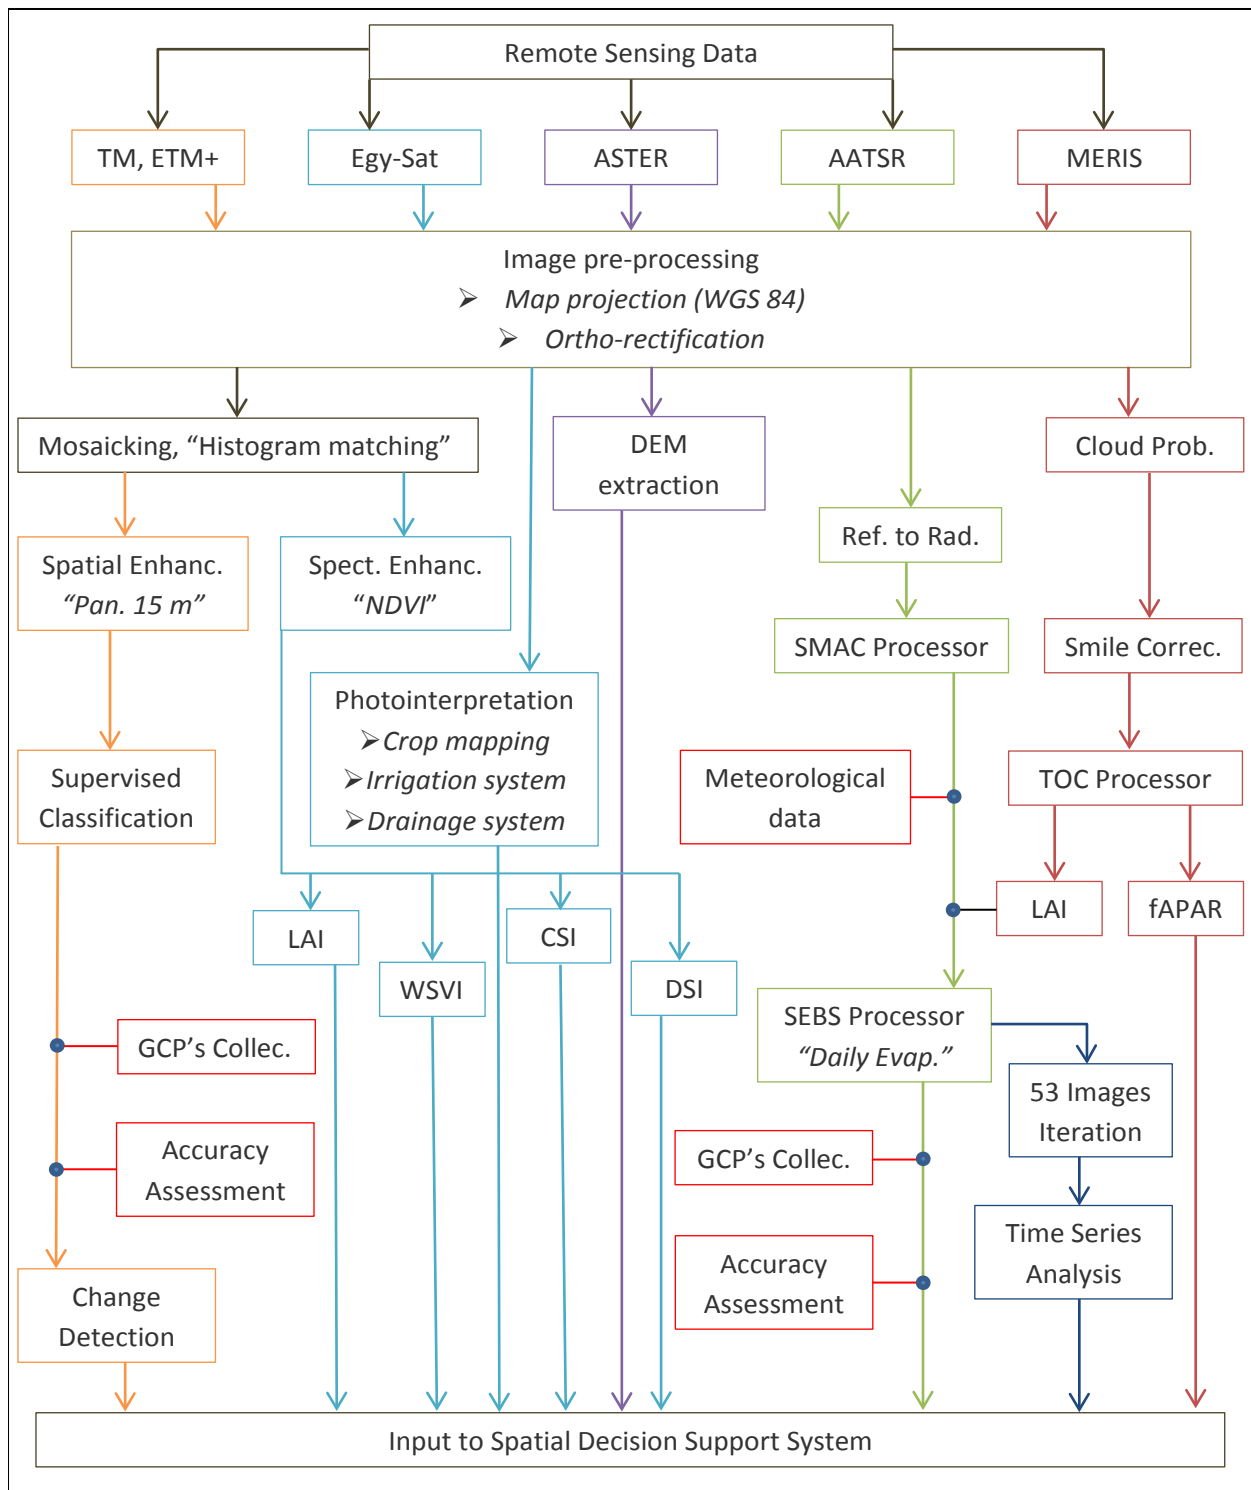 Remote Sensing Data
TM, ETM+
Egy-Sat
ASTER
AATSR
MERIS
Image pre-processing
➢ Map projection (WGS 84)
➢ Ortho-rectification
Mosaicking, “Histogram matching”
DEM
extraction
Cloud Prob.
Spatial Enhanc.
“Pan. 15 m”
Spect. Enhanc.
“NDVI”
Ref. to Rad.
SMAC Processor
Smile Correc.
Photointerpretation
➢Crop mapping
➢Irrigation system
➢Drainage system
Supervised
Classification
Meteorological
data
TOC Processor
LAI
WSVI
CSI
DSI
LAI
fAPAR
SEBS Processor
“Daily Evap.”
GCP’s Collec.
53 Images
Iteration
Accuracy
Assessment
GCP’s Collec.
Time Series
Analysis
Accuracy
Assessment
Change
Detection
Input to Spatial Decision Support System